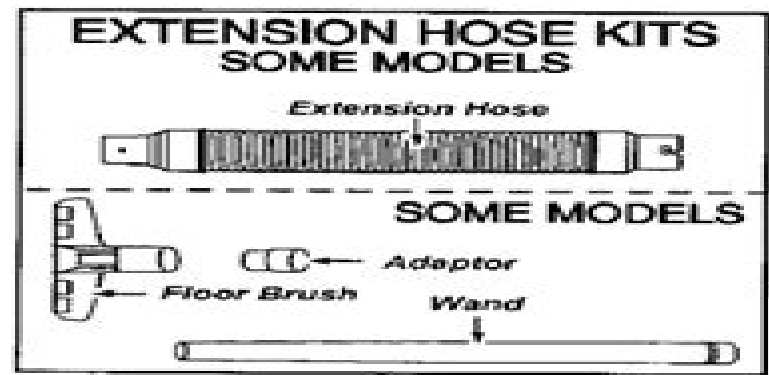 EXTENSION HOSE KITS
SOME MODELS
Extension Hose
SOME MODELS
Adaptor
Floor Brush
Wand